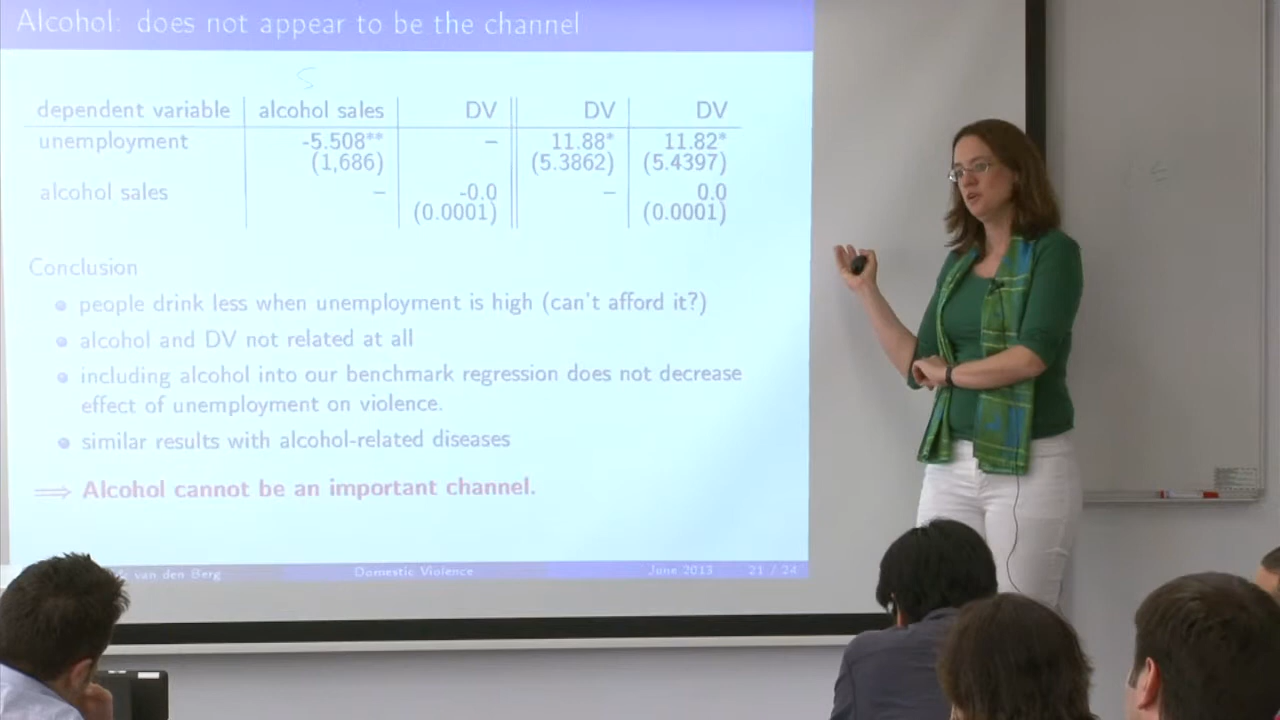 Alcohol: does not appear to be the channel
dependent variable alcohol sales DV DV DV
unemployment -5.508** – 11.88* 11.82*
(1,686) (5.3862) (5.4397)
alcohol sales – -0.0 – 0.0
(0.0001) (0.0001)
Conclusion
people drink less when unemployment is high (can't afford it?)
alcohol and DV not related at all
including alcohol into our benchmark regression does not decrease
effect of unemployment on violence.
similar results with alcohol-related diseases
⟹ Alcohol cannot be an important channel.
van den Berg Domestic Violence June 2013 21 / 24